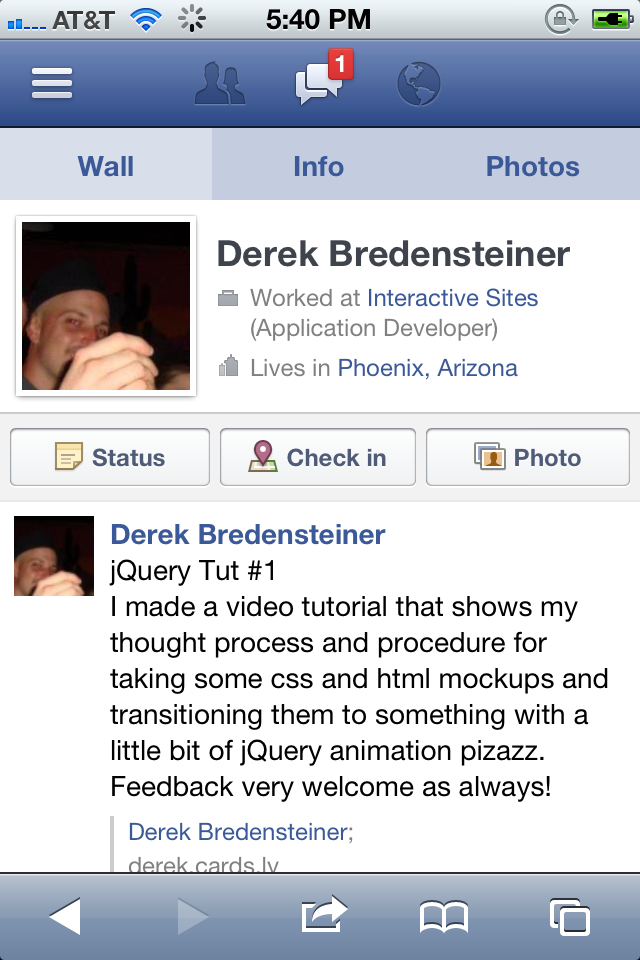 AT&T 5:40 PM
1
Wall Info Photos
Derek Bredensteiner
Worked at Interactive Sites
(Application Developer)
Lives in Phoenix, Arizona
Status Check in Photo
Derek Bredensteiner
jQuery Tut #1
I made a video tutorial that shows my
thought process and procedure for
taking some css and html mockups and
transitioning them to something with a
little bit of jQuery animation pizazz.
Feedback very welcome as always!
Derek Bredensteiner;
derek.cards.lv